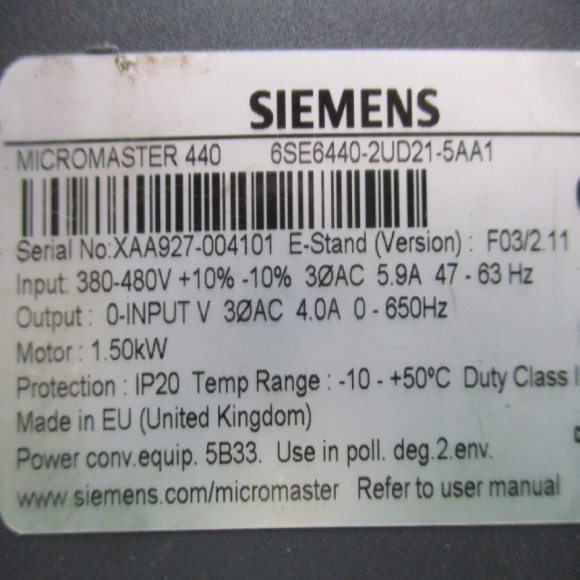 SIEMENS
MICROMASTER 440 6SE6440-2UD21-5AA1
Serial No:XAA927-004101 E-Stand (Version) : F03/2.11
Input: 380-480V +10% -10% 3ØAC 5.9A 47 - 63 Hz
Output : 0-INPUT V 3ØAC 4.0A 0 - 650Hz
Motor : 1.50kW
Protection : IP20 Temp Range : -10 - +50ºC Duty Class I
Made in EU (United Kingdom)
Power conv.equip. 5B33. Use in poll. deg.2.env.
www.siemens.com/micromaster Refer to user manual